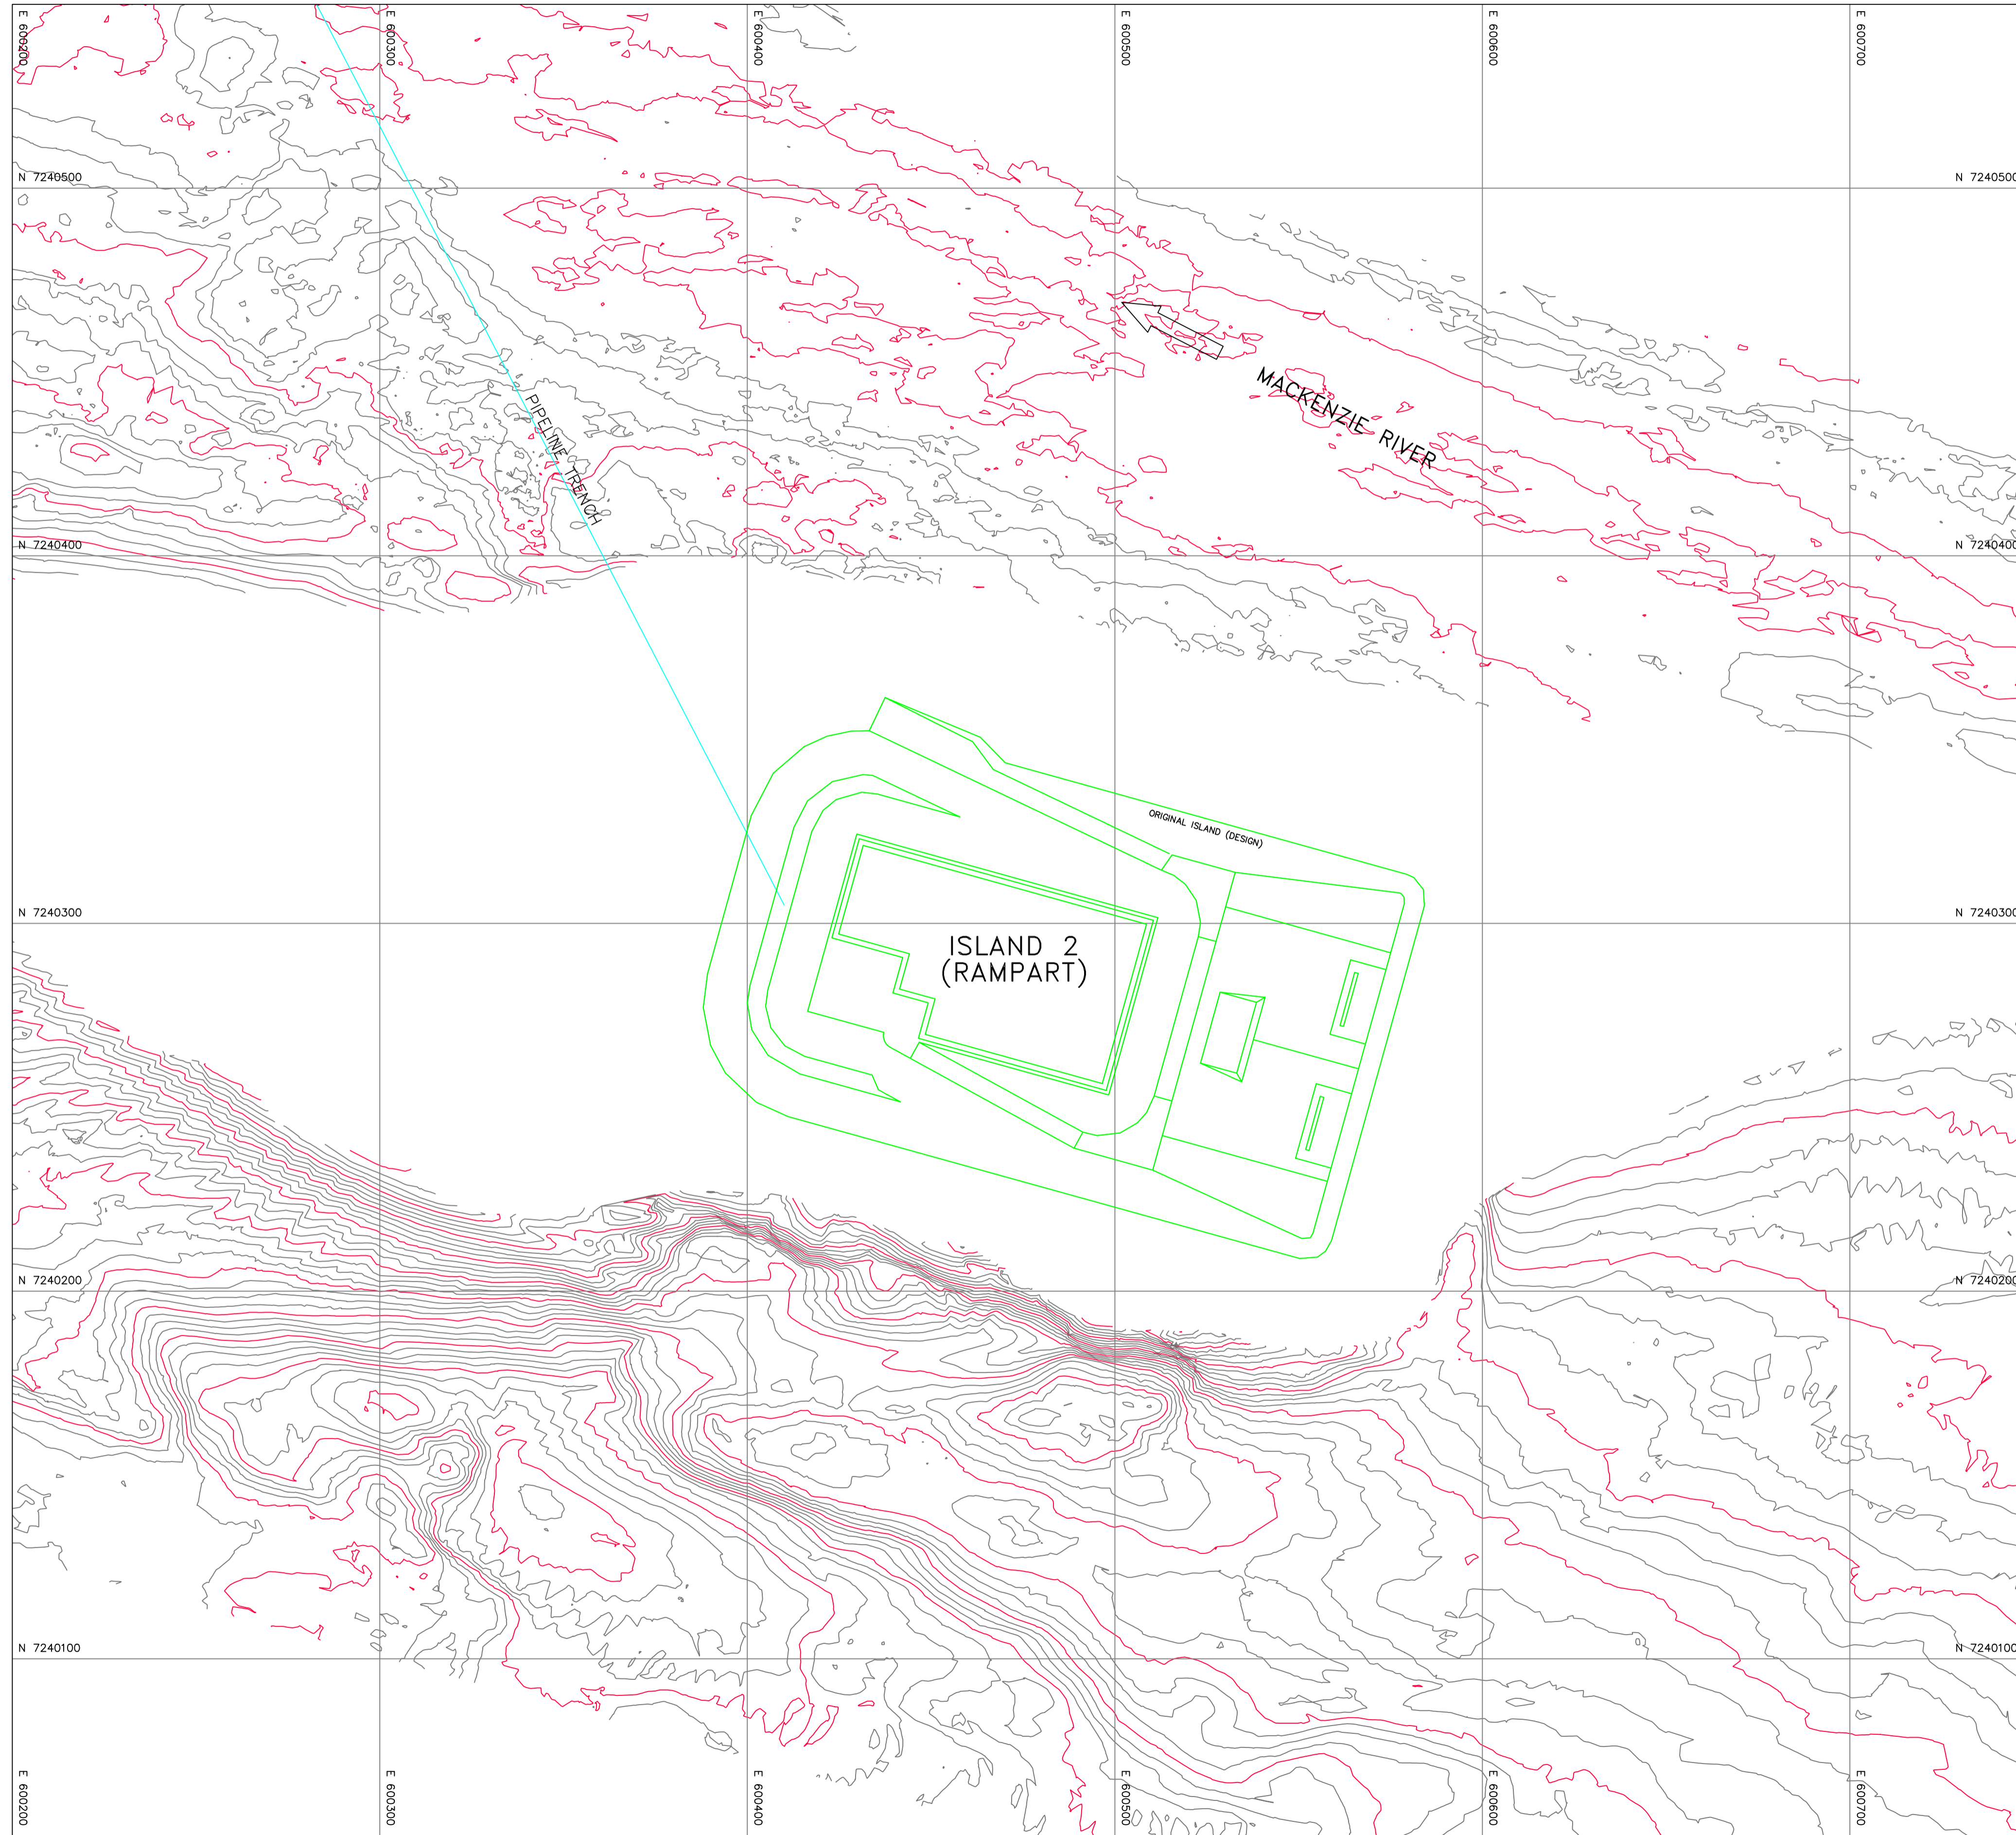 E 600200
E 600300
E 600400
E 600500
E 600600
E 600700
N 7240500
N 7240500
MACKENZIE RIVER
PIPELINE TRENCH
N 7240400
N 7240400
ORIGINAL ISLAND (DESIGN)
N 7240300
N 7240300
ISLAND 2
(RAMPART)
N 7240200
N 7240200
N 7240100
N 7240100
E 600200
E 600300
E 600400
E 600500
E 600600
E 600700